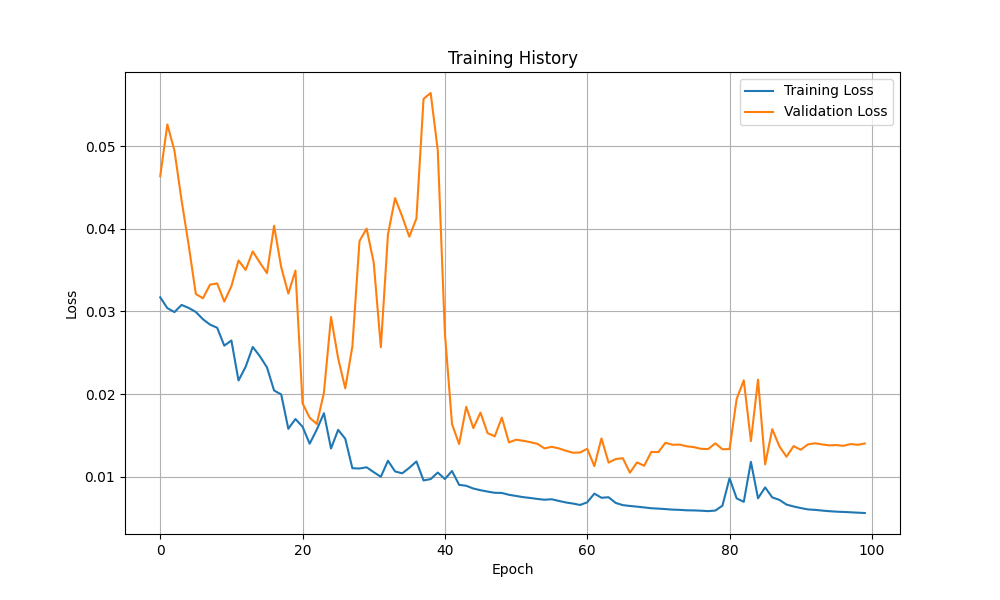 Training History
Training Loss
Validation Loss
0.05
0.04
0.03
0.02
0.01
Loss
0 20 40 60 80 100
Epoch